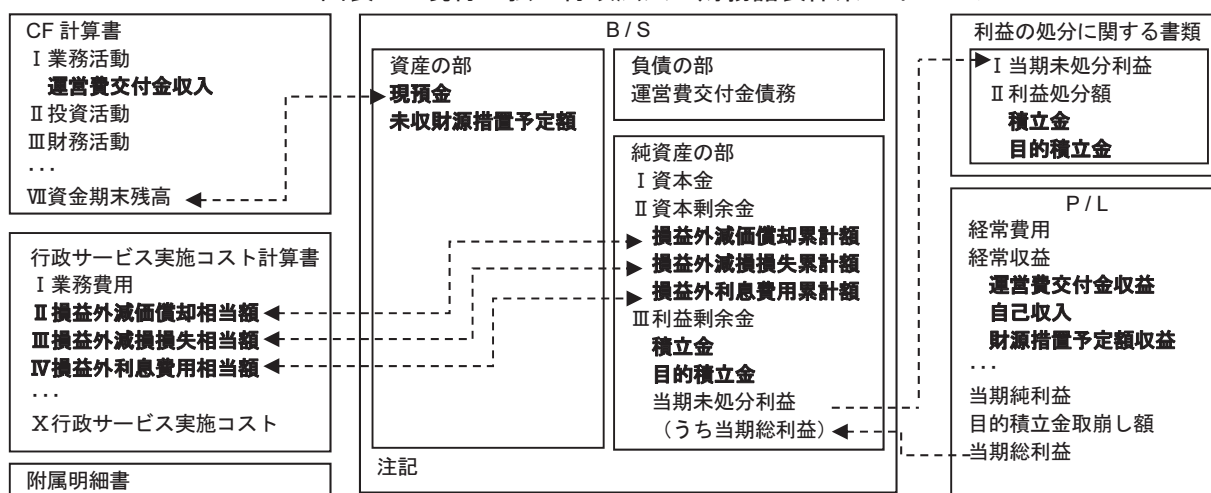 CF 計算書
Ⅰ業務活動
運営費交付金収入
Ⅱ投資活動
Ⅲ財務活動
･･･
Ⅶ資金期末残高
行政サービス実施コスト計算書
Ⅰ業務費用
Ⅱ損益外減価償却相当額
Ⅲ損益外減損損失相当額
Ⅳ損益外利息費用相当額
･･･
Ⅹ行政サービス実施コスト
附属明細書
B / S
資産の部
現預金
未収財源措置予定額
負債の部
運営費交付金債務
純資産の部
Ⅰ資本金
Ⅱ資本剰余金
損益外減価償却累計額
損益外減損損失累計額
損益外利息費用累計額
Ⅲ利益剰余金
積立金
目的積立金
当期未処分利益
（うち当期総利益）
注記
利益の処分に関する書類
Ⅰ当期未処分利益
Ⅱ利益処分額
積立金
目的積立金
P / L
経常費用
経常収益
運営費交付金収益
自己収入
財源措置予定額収益
･･･
当期純利益
目的積立金取崩し額
当期総利益